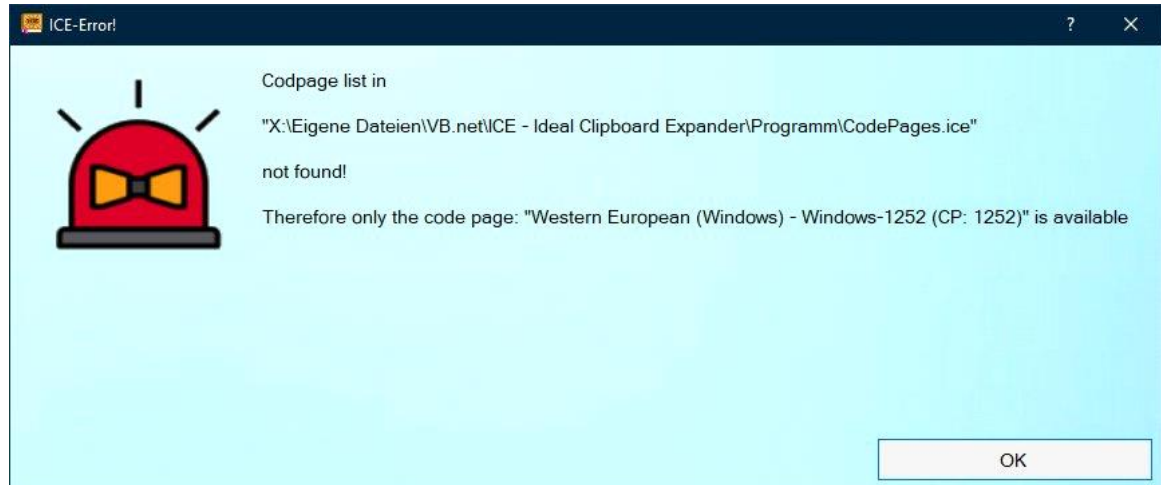 ICE-Error!
?
Codpage list in
"X:\Eigene Dateien\VB.net\ICE - Ideal Clipboard Expander\Programm\CodePages.ice"
not found!
Therefore only the code page: "Western European (Windows) - Windows-1252 (CP: 1252)" is available
OK